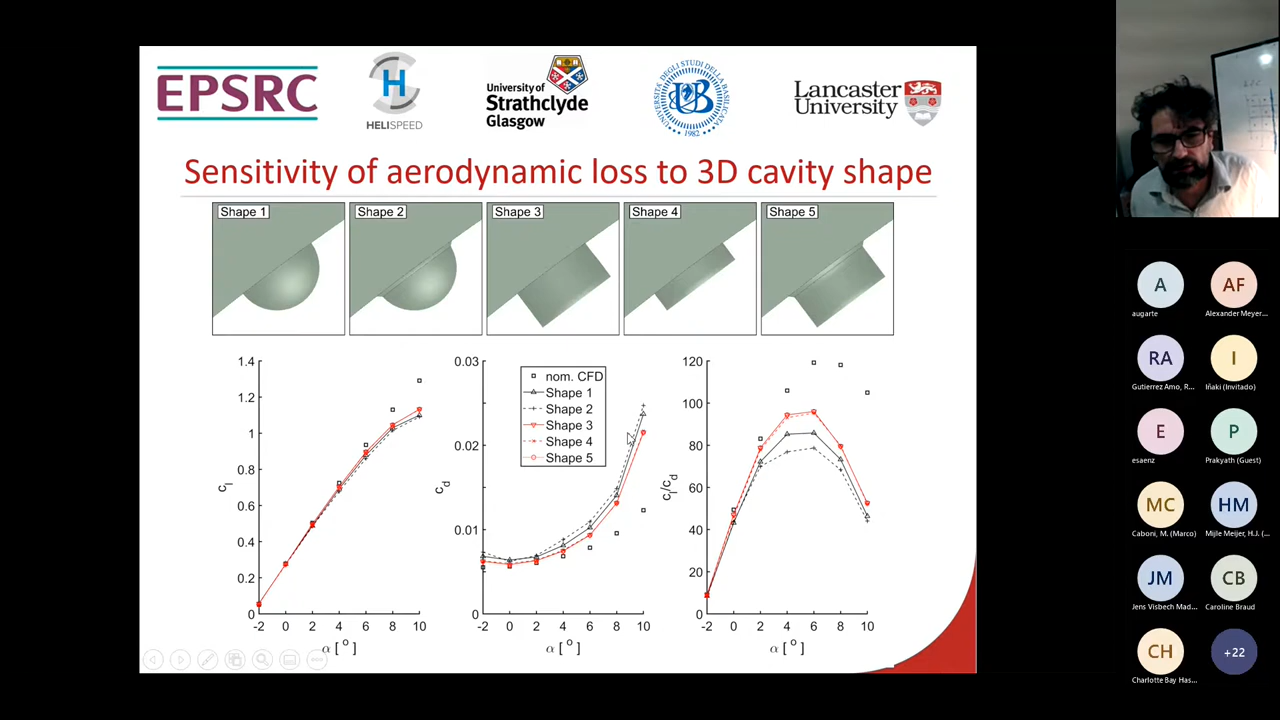 EPSRC
H
HELISPEED
University of
Strathclyde
Glasgow
UNIVERSITÀ DEGLI STUDI DELLA BASILICATA
UB
1982
Lancaster
University
Sensitivity of aerodynamic loss to 3D cavity shape
Shape 1
Shape 2
Shape 3
Shape 4
Shape 5
1.4
1.2
1
0.8
0.6
0.4
0.2
0
-2 0 2 4 6 8 10
cl
α [ ° ]
0.03
0.02
0.01
0
-2 0 2 4 6 8 10
cd
α [ ° ]
nom. CFD
Shape 1
Shape 2
Shape 3
Shape 4
Shape 5
120
100
80
60
40
20
0
-2 0 2 4 6 8 10
cl/cd
α [ ° ]
A
augarte
AF
Alexander Meyer...
RA
Gutierrez Amo, R...
I
Iñaki (Invitado)
E
esaenz
P
Prakyath (Guest)
MC
Caboni, M. (Marco)
HM
Mijle Meijer, H.J. (...
JM
Jens Visbech Mad...
CB
Caroline Braud
CH
Charlotte Bay Has...
+22